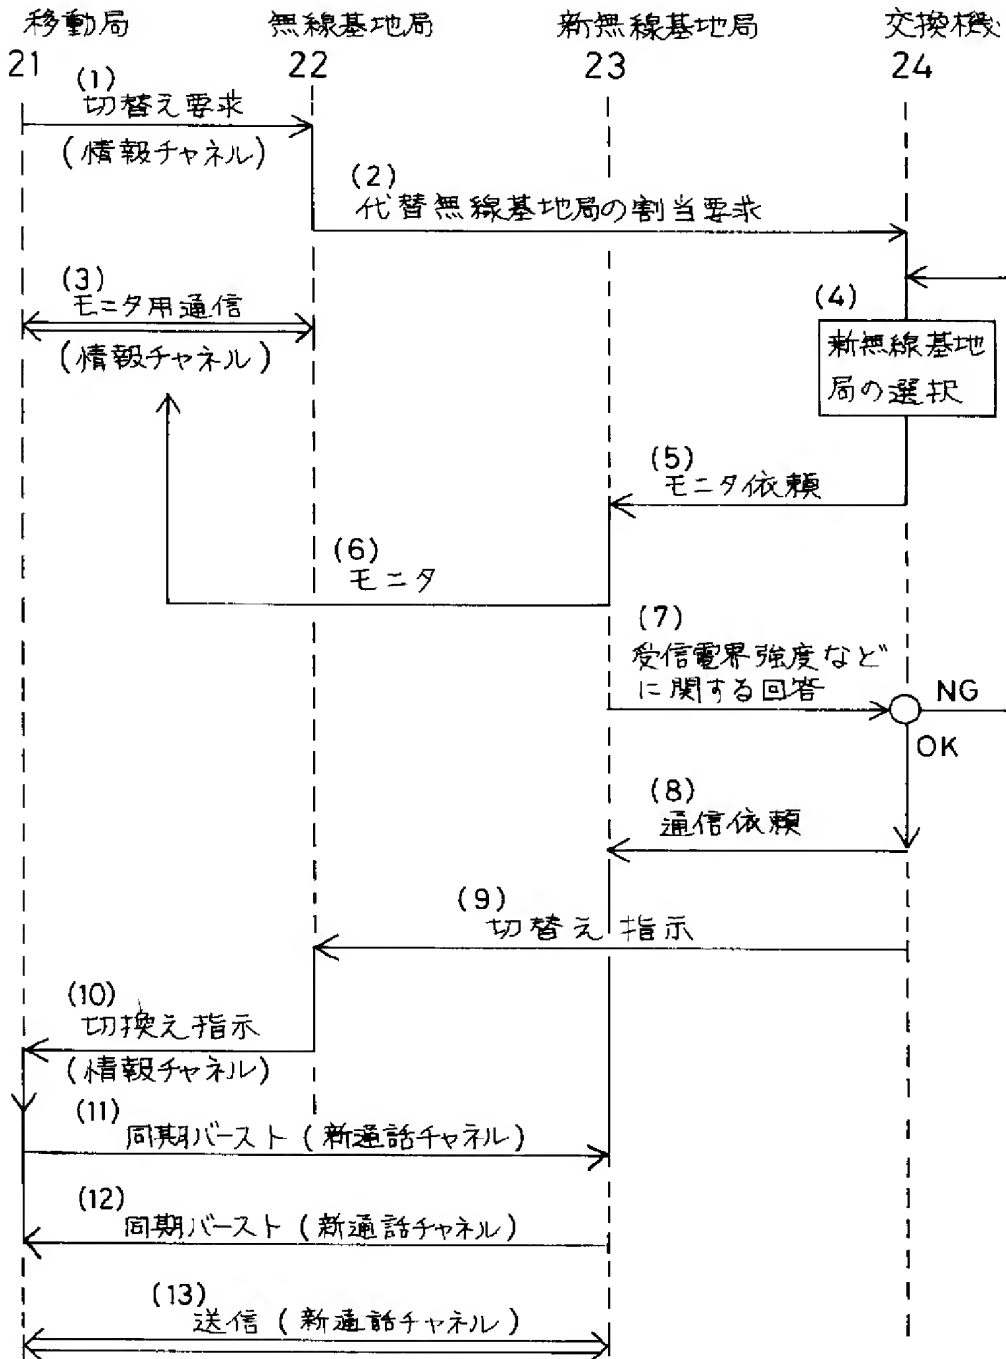 移動局 無線基地局 新無線基地局 交換機
21 22 23 24
(1)
切替え要求
(情報チャネル)
(2)
代替無線基地局の割当要求
(3)
モニタ用通信
(情報チャネル)
(4)
新無線基地
局の選択
(5)
モニタ依頼
(6)
モニタ
(7)
受信電界強度など
に関する回答
NG
OK
(8)
通信依頼
(9)
切替え指示
(10)
切換え指示
(情報チャネル)
(11)
同期バースト(新通話チャネル)
(12)
同期バースト(新通話チャネル)
(13)
送信(新通話チャネル)